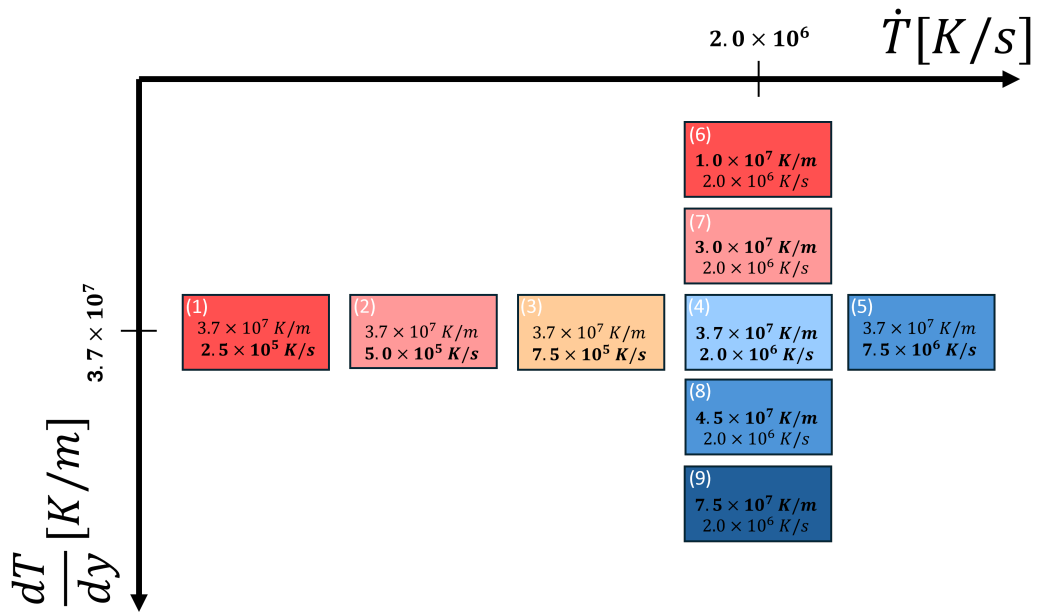 2.0 × 10⁶
Ṫ[K/s]
(6)
1.0 × 10⁷ K/m
2.0 × 10⁶ K/s
(7)
3.0 × 10⁷ K/m
2.0 × 10⁶ K/s
3.7 × 10⁷
(1)
3.7 × 10⁷ K/m
2.5 × 10⁵ K/s
(2)
3.7 × 10⁷ K/m
5.0 × 10⁵ K/s
(3)
3.7 × 10⁷ K/m
7.5 × 10⁵ K/s
(4)
3.7 × 10⁷ K/m
2.0 × 10⁶ K/s
(5)
3.7 × 10⁷ K/m
7.5 × 10⁶ K/s
(8)
4.5 × 10⁷ K/m
2.0 × 10⁶ K/s
(9)
7.5 × 10⁷ K/m
2.0 × 10⁶ K/s
dT/dy [K/m]